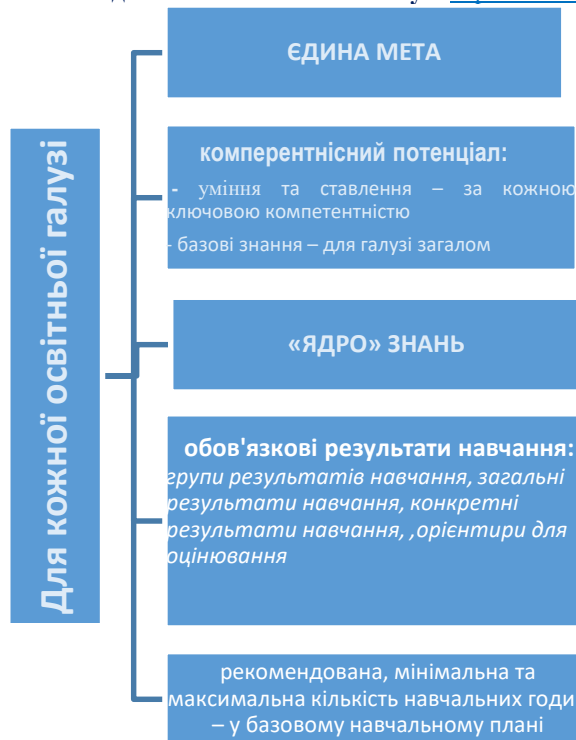 Для кожної освітньої галузі
ЄДИНА МЕТА
комперентнісний потенціал:
- уміння та ставлення – за кожною
ключовою компетентністю
- базові знання – для галузі загалом
«ЯДРО» ЗНАНЬ
обов'язкові результати навчання:
групи результатів навчання, загальні
результати навчання, конкретні
результати навчання, ,орієнтири для
оцінювання
рекомендована, мінімальна та
максимальна кількість навчальних годи
– у базовому навчальному плані